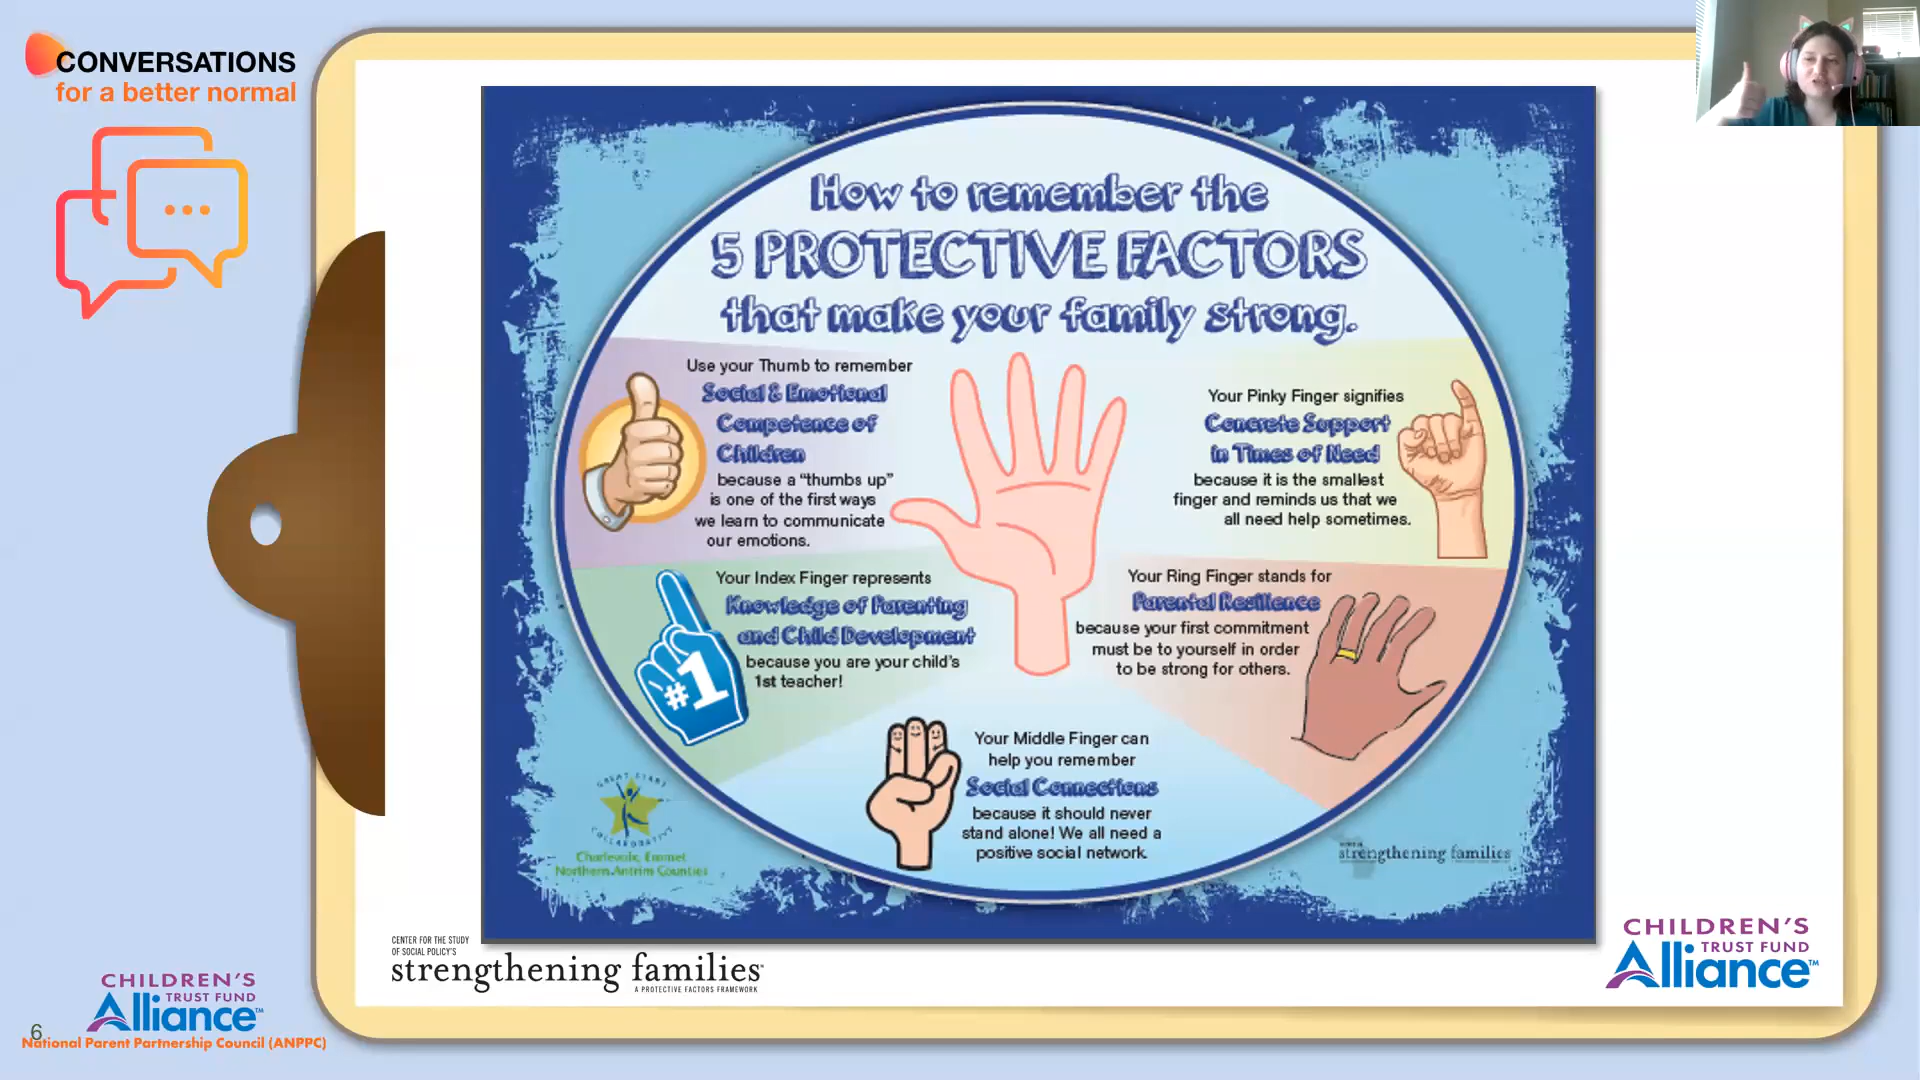 CONVERSATIONS
for a better normal
How to remember the
5 PROTECTIVE FACTORS
that make your family strong.
Use your Thumb to remember
Social & Emotional
Competence of
Children
because a “thumbs up”
is one of the first ways
we learn to communicate
our emotions.
Your Index Finger represents
Knowledge of Parenting
and Child Development
because you are your child’s
1st teacher!
#1
Your Middle Finger can
help you remember
Social Connections
because it should never
stand alone! We all need a
positive social network.
Your Ring Finger stands for
Parental Resilience
because your first commitment
must be to yourself in order
to be strong for others.
Your Pinky Finger signifies
Concrete Support
in Times of Need
because it is the smallest
finger and reminds us that we
all need help sometimes.
GREAT START
COLLABORATIVE
Charlevoix, Emmet
Northern Antrim Counties
strengthening families
CENTER FOR THE STUDY
OF SOCIAL POLICY'S
strengthening families™
A PROTECTIVE FACTORS FRAMEWORK
CHILDREN'S
TRUST FUND
Alliance™
CHILDREN'S
TRUST FUND
Alliance™
6
National Parent Partnership Council (ANPPC)